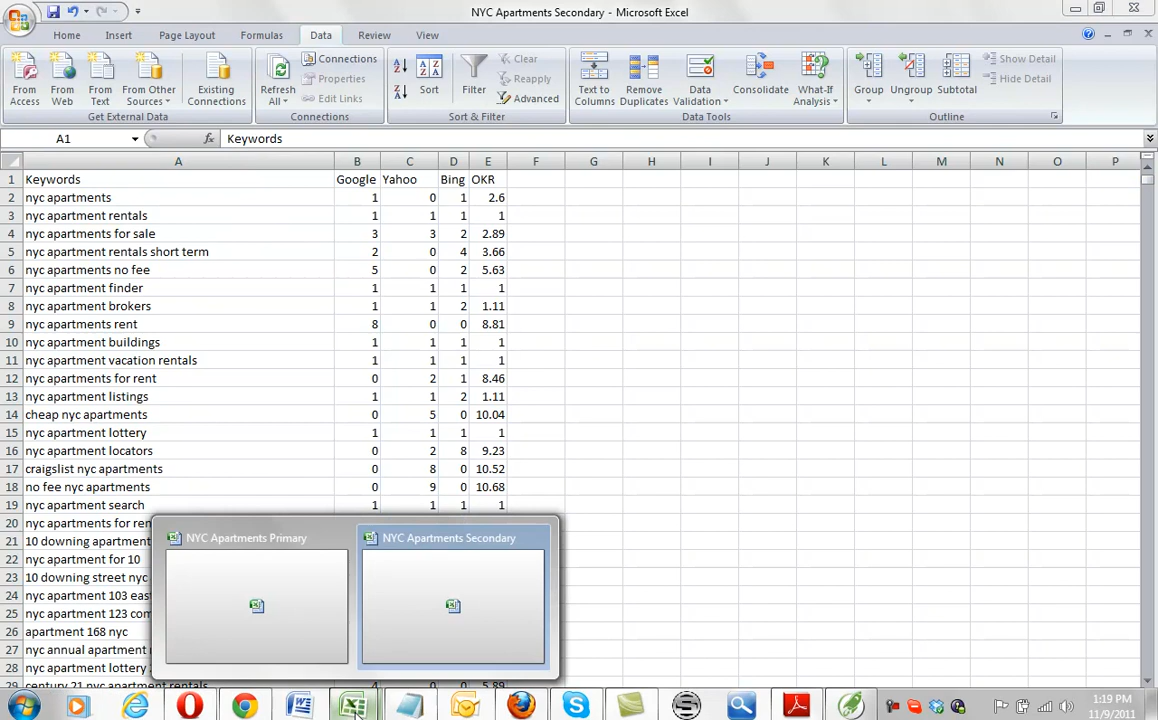 NYC Apartments Secondary - Microsoft Excel
Home Insert Page Layout Formulas Data Review View
From Access
From Web
From Text
From Other Sources
Existing Connections
Get External Data
Refresh All
Connections
Properties
Edit Links
Connections
Sort
Filter
Clear
Reapply
Advanced
Sort & Filter
Text to Columns
Remove Duplicates
Data Validation
Consolidate
What-If Analysis
Data Tools
Group
Ungroup
Subtotal
Show Detail
Hide Detail
Outline
A1 fx Keywords
A B C D E F G H I J K L M N O P
1 Keywords Google Yahoo Bing OKR
2 nyc apartments 1 0 1 2.6
3 nyc apartment rentals 1 1 1 1
4 nyc apartments for sale 3 3 2 2.89
5 nyc apartment rentals short term 2 0 4 3.66
6 nyc apartments no fee 5 0 2 5.63
7 nyc apartment finder 1 1 1 1
8 nyc apartment brokers 1 1 2 1.11
9 nyc apartments rent 8 0 0 8.81
10 nyc apartment buildings 1 1 1 1
11 nyc apartment vacation rentals 1 1 1 1
12 nyc apartments for rent 0 2 1 8.46
13 nyc apartment listings 1 1 2 1.11
14 cheap nyc apartments 0 5 0 10.04
15 nyc apartment lottery 1 1 1 1
16 nyc apartment locators 0 2 8 9.23
17 craigslist nyc apartments 0 8 0 10.52
18 no fee nyc apartments 0 9 0 10.68
19 nyc apartment search 1 1 1 1
20 nyc apartments for ren
21 10 downing apartment
22 nyc apartment for 10
23 10 downing street nyc
24 nyc apartment 103 east
25 nyc apartment 123 com
26 apartment 168 nyc
27 nyc annual apartment
28 nyc apartment lottery
29 century 21 nyc apartment rentals 4 0 0 5.89
NYC Apartments Primary
NYC Apartments Secondary
1:19 PM
11/9/2011